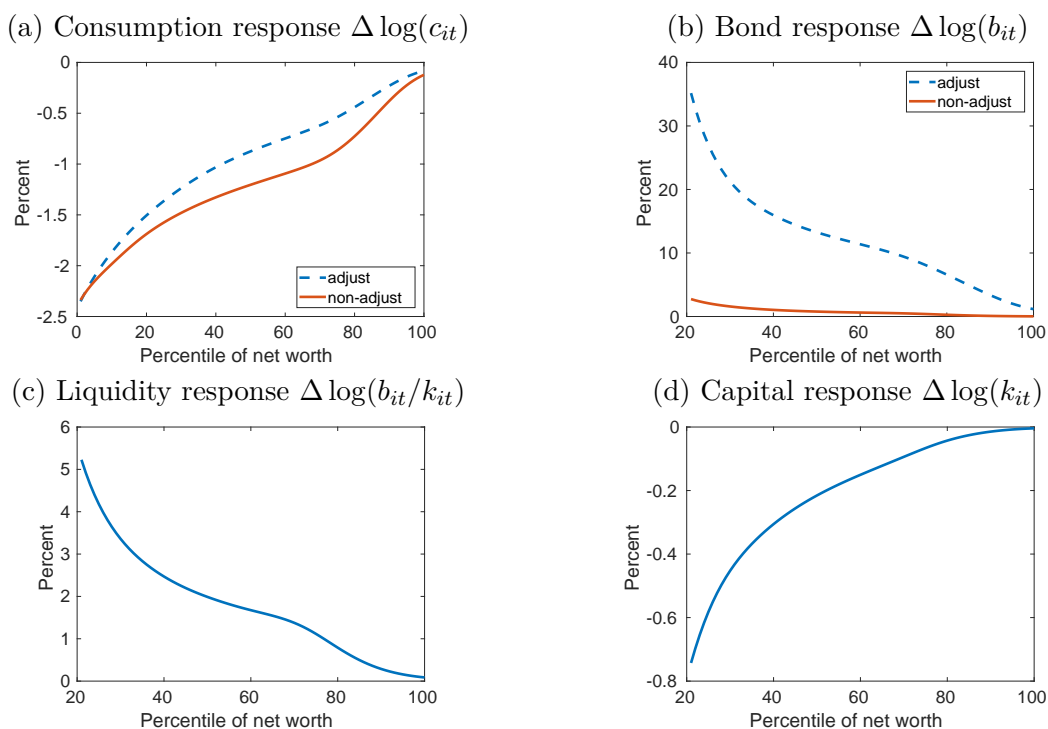 (a) Consumption response Δ log(c_it)
0
-0.5
-1
-1.5
-2
-2.5
Percent
adjust
non-adjust
0 20 40 60 80 100
Percentile of net worth
(b) Bond response Δ log(b_it)
40
30
20
10
0
Percent
adjust
non-adjust
20 40 60 80 100
Percentile of net worth
(c) Liquidity response Δ log(b_it/k_it)
6
5
4
3
2
1
0
Percent
20 40 60 80 100
Percentile of net worth
(d) Capital response Δ log(k_it)
0
-0.2
-0.4
-0.6
-0.8
Percent
20 40 60 80 100
Percentile of net worth